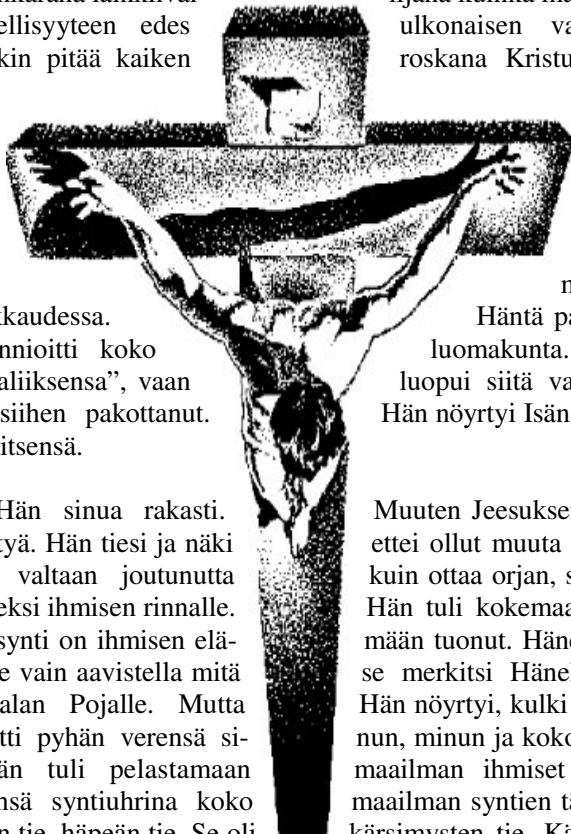 ellisyyteen edes
kin pitää kaiken
kkaudessa.
nnioitti koko
aliiksensa”, vaan
siihen pakottanut.
itsensä.
Hän sinua rakasti.
tyä. Hän tiesi ja näki
valtaan joutunutta
eksi ihmisen rinnalle.
synti on ihmisen elä-
e vain aavistella mitä
alan Pojalle. Mutta
tti pyhän verensä si-
än tuli pelastamaan
nsä syntiuhrina koko
n tie, häpeän tie. Se oli
ulkonaisen va
roskana Kristu
Häntä pa
luomakunta.
luopui siitä va
Hän nöyrtyi Isän
Muuten Jeesuksen
ettei ollut muuta
kuin ottaa orjan, s
Hän tuli kokemaa
mään tuonut. Häne
se merkitsi Hänel
Hän nöyrtyi, kulki
nun, minun ja koko
maailman ihmiset
maailman syntien tä
kärsimysten tie. Kä